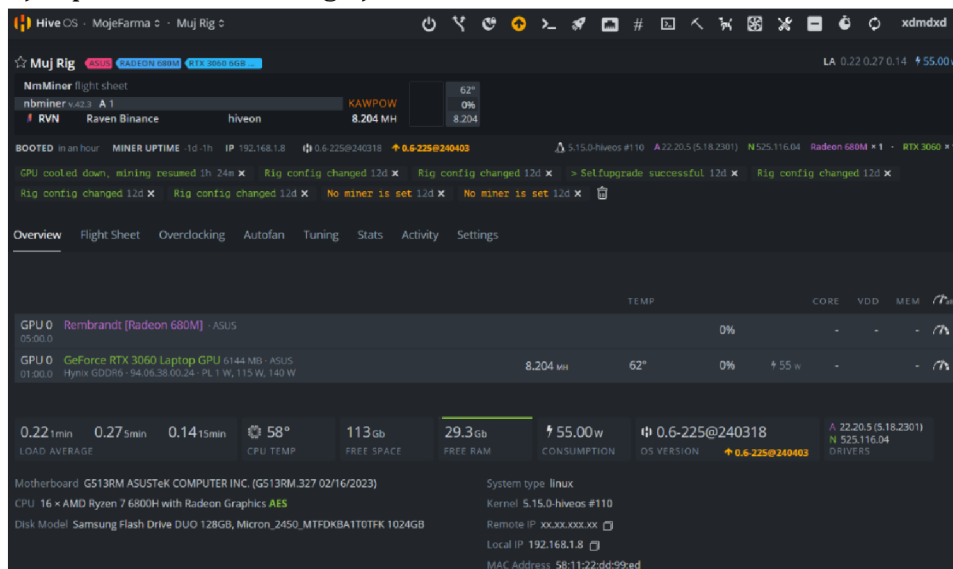 Hive OS · MojeFarma · Muj Rig
xdmdxd
Muj Rig ASUS RADEON 680M RTX 3060 6GB ...
LA 0.22 0.27 0.14 55.00
NmMiner flight sheet
62°
nbminer v.42.3 A 1 KAWPOW 0%
RVN Raven Binance hiveon 8.204 MH 8.204
BOOTED in an hour MINER UPTIME -1d -1h IP 192.168.1.8 0.6-225@240318 0.6-225@240403 5.15.0-hiveos #110 A 22.20.5 (5.18.2301) N 525.116.04 Radeon 680M × 1 · RTX 3060 ×
GPU cooled down, mining resumed 1h 24m × Rig config changed 12d × Rig config changed 12d × > Selfupgrade successful 12d × Rig config changed 12d ×
Rig config changed 12d × Rig config changed 12d × No miner is set 12d × No miner is set 12d ×
Overview Flight Sheet Overclocking Autofan Tuning Stats Activity Settings
TEMP CORE VDD MEM
GPU 0 Rembrandt [Radeon 680M] · ASUS
05:00.0 0% - - -
GPU 0 GeForce RTX 3060 Laptop GPU 6144 MB · ASUS
01:00.0 Hynix GDDR6 · 94.06.38.00.24 · PL 1 W, 115 W, 140 W 8.204 MH 62° 0% 55 w - -
0.22 1min 0.27 5min 0.14 15min 58° 113 GB 29.3 GB 55.00 w 0.6-225@240318 A 22.20.5 (5.18.2301)
N 525.116.04
LOAD AVERAGE CPU TEMP FREE SPACE FREE RAM CONSUMPTION OS VERSION 0.6-225@240403 DRIVERS
Motherboard G513RM ASUSTeK COMPUTER INC. (G513RM.327 02/16/2023)
CPU 16 × AMD Ryzen 7 6800H with Radeon Graphics AES
Disk Model Samsung Flash Drive DUO 128GB, Micron_2450_MTFDKBA1T0TFK 1024GB
System type linux
Kernel 5.15.0-hiveos #110
Remote IP xx.xx.xxx.xx
Local IP 192.168.1.8
MAC Address 58:11:22:dd:99:ed